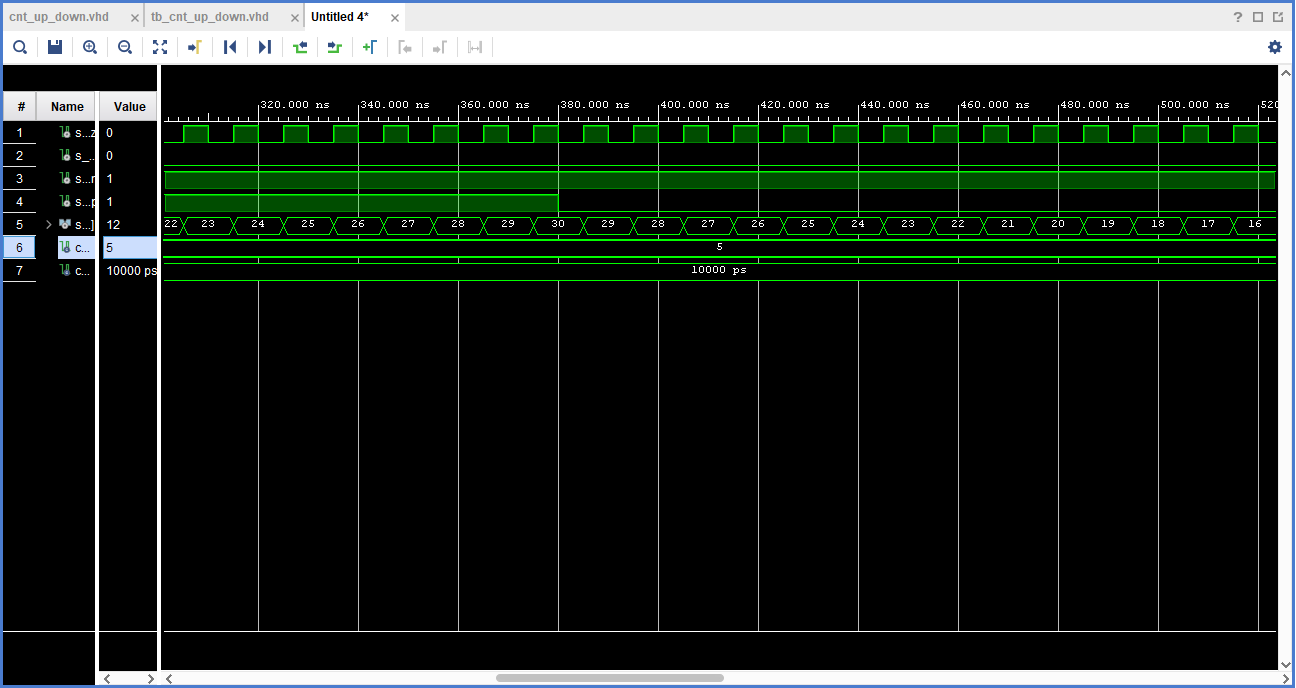 cnt_up_down.vhd tb_cnt_up_down.vhd Untitled 4*
# Name Value
320.000 ns 340.000 ns 360.000 ns 380.000 ns 400.000 ns 420.000 ns 440.000 ns 460.000 ns 480.000 ns 500.000 ns 520
1 s...z 0
2 s_... 0
3 s...r 1
4 s...p 1
5 s...] 12 22 23 24 25 26 27 28 29 30 29 28 27 26 25 24 23 22 21 20 19 18 17 16
6 c... 5 5
7 c... 10000 ps 10000 ps